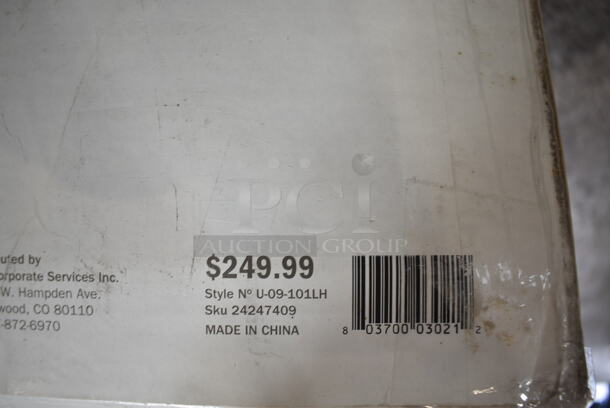 PCI
AUCTION GROUP
uted by
orporate Services Inc.
W. Hampden Ave.
wood, CO 80110
-872-6970
$249.99
Style Nº U-09-101LH
Sku 24247409
MADE IN CHINA
8 03700 03021 2